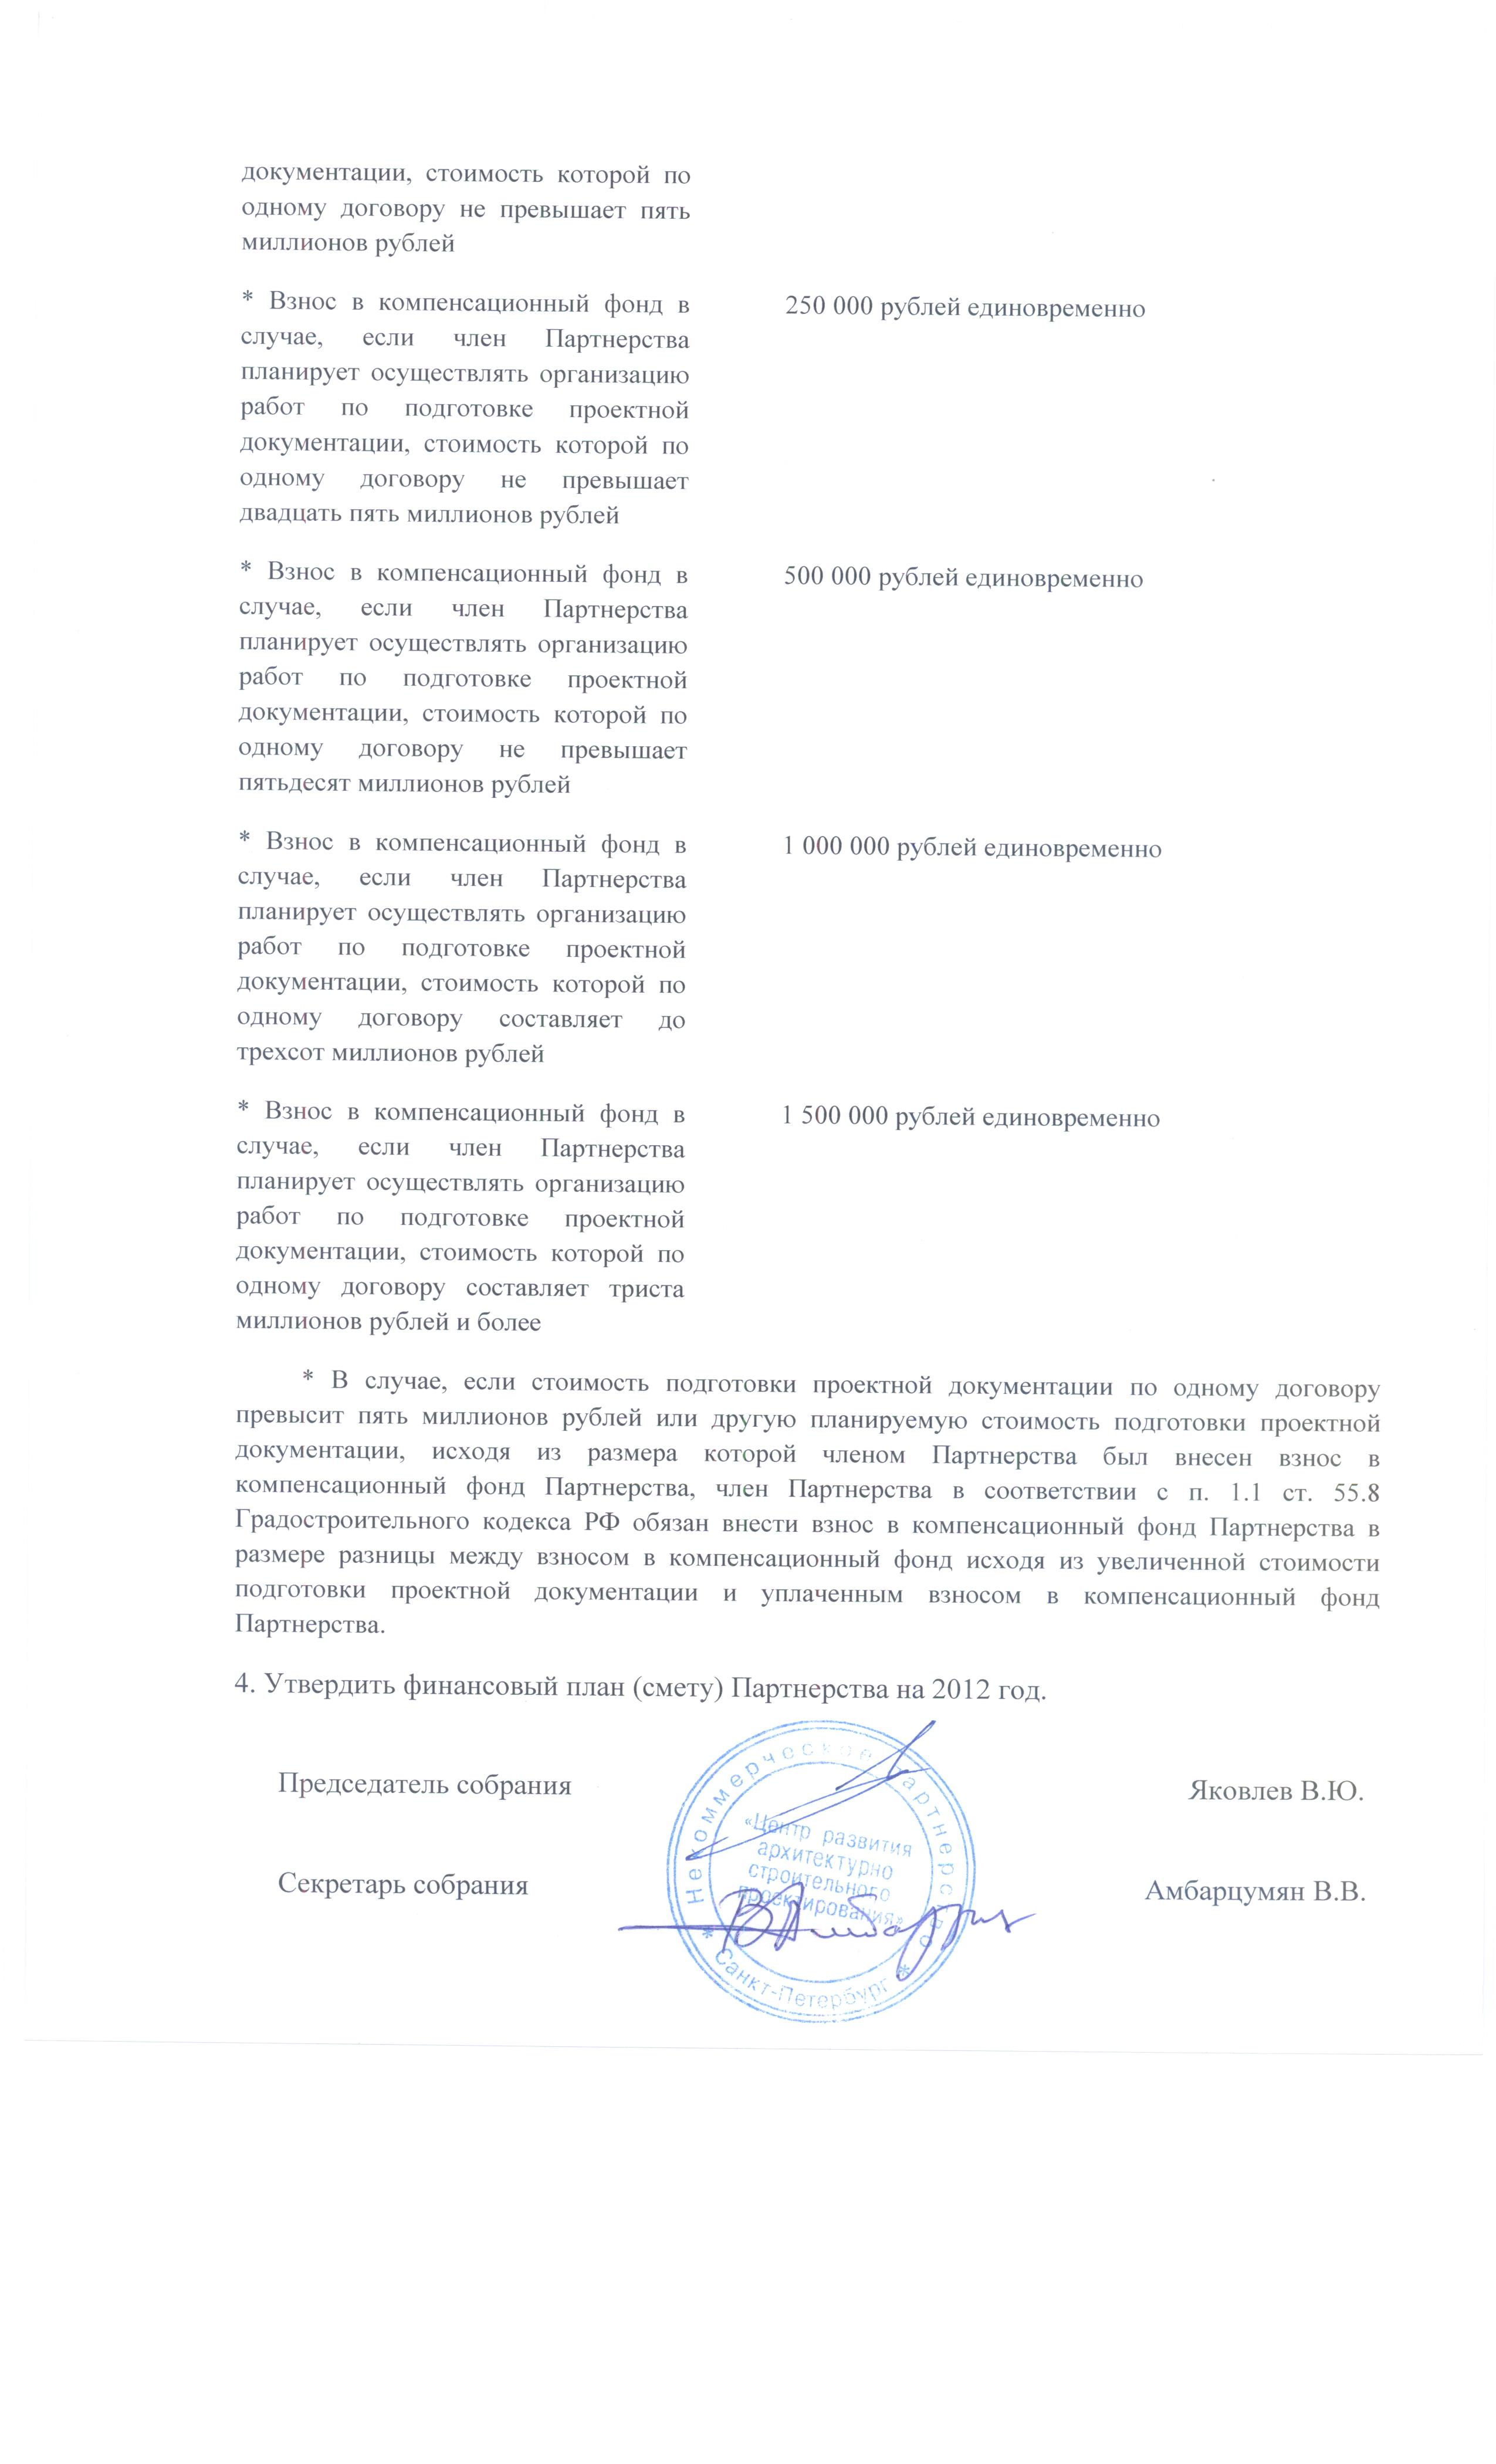 документации, стоимость которой по
одному договору не превышает пять
миллионов рублей
* Взнос в компенсационный фонд в
случае, если член Партнерства
планирует осуществлять организацию
работ по подготовке проектной
документации, стоимость которой по
одному договору не превышает
двадцать пять миллионов рублей
250 000 рублей единовременно
* Взнос в компенсационный фонд в
случае, если член Партнерства
планирует осуществлять организацию
работ по подготовке проектной
документации, стоимость которой по
одному договору не превышает
пятьдесят миллионов рублей
500 000 рублей единовременно
* Взнос в компенсационный фонд в
случае, если член Партнерства
планирует осуществлять организацию
работ по подготовке проектной
документации, стоимость которой по
одному договору составляет до
трехсот миллионов рублей
1 000 000 рублей единовременно
* Взнос в компенсационный фонд в
случае, если член Партнерства
планирует осуществлять организацию
работ по подготовке проектной
документации, стоимость которой по
одному договору составляет триста
миллионов рублей и более
1 500 000 рублей единовременно
* В случае, если стоимость подготовки проектной документации по одному договору
превысит пять миллионов рублей или другую планируемую стоимость подготовки проектной
документации, исходя из размера которой членом Партнерства был внесен взнос в
компенсационный фонд Партнерства, член Партнерства в соответствии с п. 1.1 ст. 55.8
Градостроительного кодекса РФ обязан внести взнос в компенсационный фонд Партнерства в
размере разницы между взносом в компенсационный фонд исходя из увеличенной стоимости
подготовки проектной документации и уплаченным взносом в компенсационный фонд
Партнерства.
4. Утвердить финансовый план (смету) Партнерства на 2012 год.
Председатель собрания
Яковлев В.Ю.
Секретарь собрания
Амбарцумян В.В.
Некоммерческое партнерство
«Центр развития
архитектурно
строительного
проектирования»
* Санкт-Петербург *